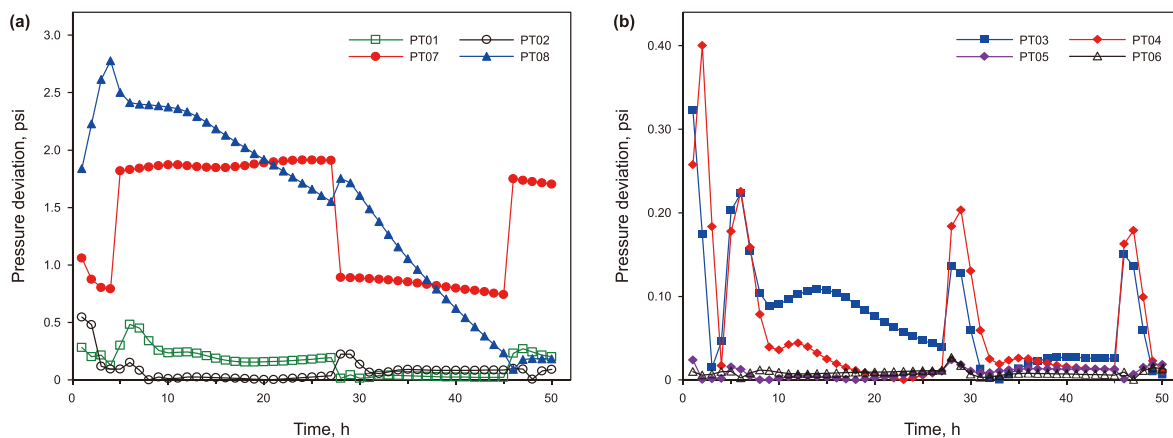 (a)
PT01
PT02
PT07
PT08
3.0
2.5
2.0
1.5
1.0
0.5
0
Pressure deviation, psi
0
10
20
30
40
50
Time, h
(b)
PT03
PT04
PT05
PT06
0.40
0.30
0.20
0.10
0
Pressure deviation, psi
0
10
20
30
40
50
Time, h